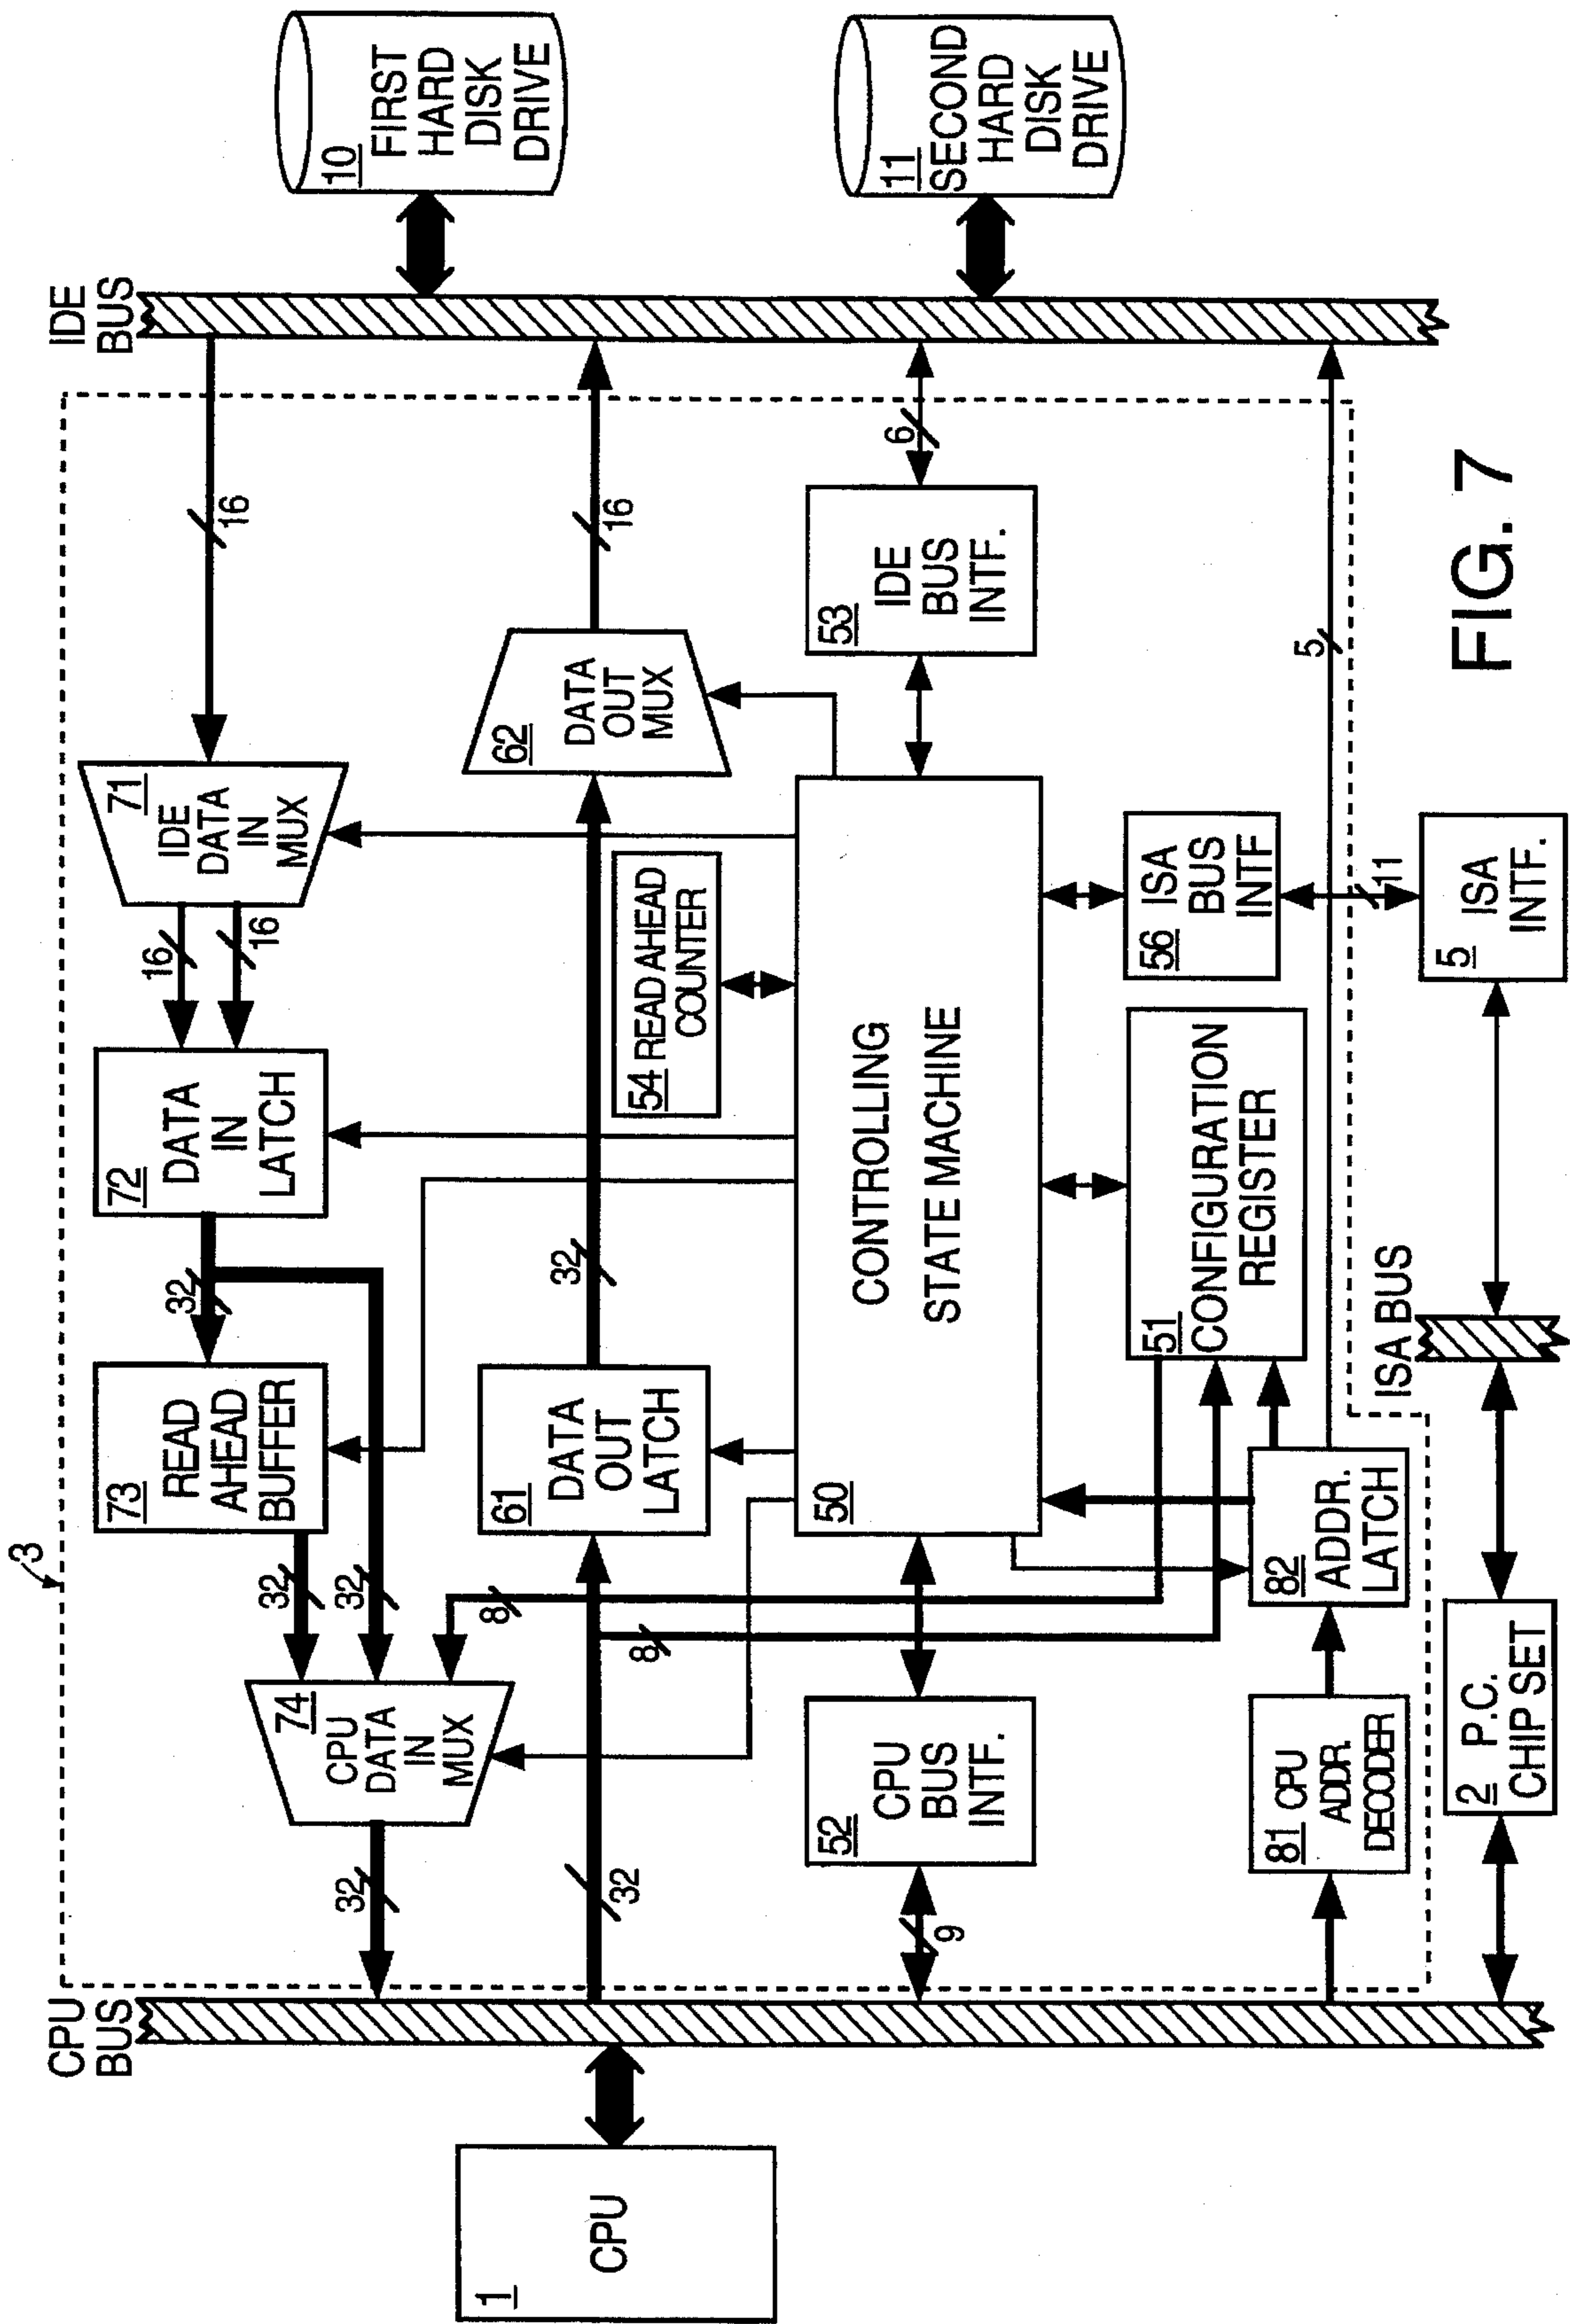 3
CPU
BUS
IDE
BUS
1
CPU
32
74
CPU
DATA
IN
MUX
32
32
8
73
READ
AHEAD
BUFFER
32
72
DATA
IN
LATCH
16
16
71
IDE
DATA
IN
MUX
16
10
FIRST
HARD
DISK
DRIVE
32
8
61
DATA
OUT
LATCH
32
62
DATA
OUT
MUX
16
54 READ AHEAD
COUNTER
11
SECOND
HARD
DISK
DRIVE
9
52
CPU
BUS
INTF.
50
CONTROLLING
STATE MACHINE
53
IDE
BUS
INTF.
6
51
CONFIGURATION
REGISTER
56 ISA
BUS
INTF
81 CPU
ADDR.
DECODER
82
ADDR.
LATCH
5
11
2 P.C.
CHIP SET
ISA BUS
5 ISA
INTF.
FIG. 7